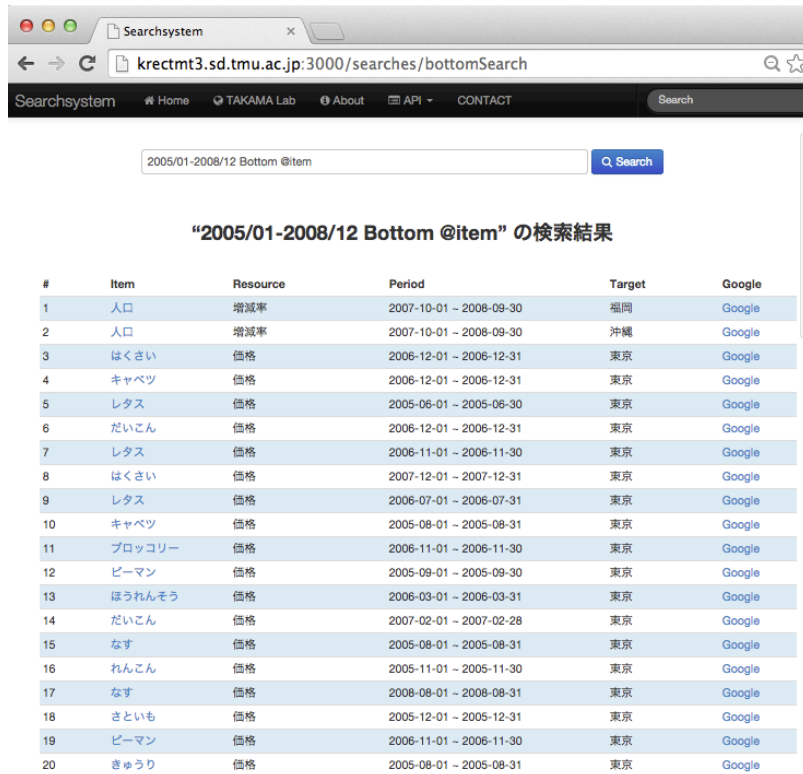 Searchsystem
krectmt3.sd.tmu.ac.jp:3000/searches/bottomSearch
Searchsystem Home TAKAMA Lab About API CONTACT Search
2005/01-2008/12 Bottom @item Search
“2005/01-2008/12 Bottom @item” の検索結果
# Item Resource Period Target Google
1 人口 増減率 2007-10-01 ~ 2008-09-30 福岡 Google
2 人口 増減率 2007-10-01 ~ 2008-09-30 沖縄 Google
3 はくさい 価格 2006-12-01 ~ 2006-12-31 東京 Google
4 キャベツ 価格 2006-12-01 ~ 2006-12-31 東京 Google
5 レタス 価格 2005-06-01 ~ 2005-06-30 東京 Google
6 だいこん 価格 2006-12-01 ~ 2006-12-31 東京 Google
7 レタス 価格 2006-11-01 ~ 2006-11-30 東京 Google
8 はくさい 価格 2007-12-01 ~ 2007-12-31 東京 Google
9 レタス 価格 2006-07-01 ~ 2006-07-31 東京 Google
10 キャベツ 価格 2005-08-01 ~ 2005-08-31 東京 Google
11 ブロッコリー 価格 2006-11-01 ~ 2006-11-30 東京 Google
12 ピーマン 価格 2005-09-01 ~ 2005-09-30 東京 Google
13 ほうれんそう 価格 2006-03-01 ~ 2006-03-31 東京 Google
14 だいこん 価格 2007-02-01 ~ 2007-02-28 東京 Google
15 なす 価格 2005-08-01 ~ 2005-08-31 東京 Google
16 れんこん 価格 2005-11-01 ~ 2005-11-30 東京 Google
17 なす 価格 2008-08-01 ~ 2008-08-31 東京 Google
18 さといも 価格 2005-12-01 ~ 2005-12-31 東京 Google
19 ピーマン 価格 2006-11-01 ~ 2006-11-30 東京 Google
20 きゅうり 価格 2005-08-01 ~ 2005-08-31 東京 Google